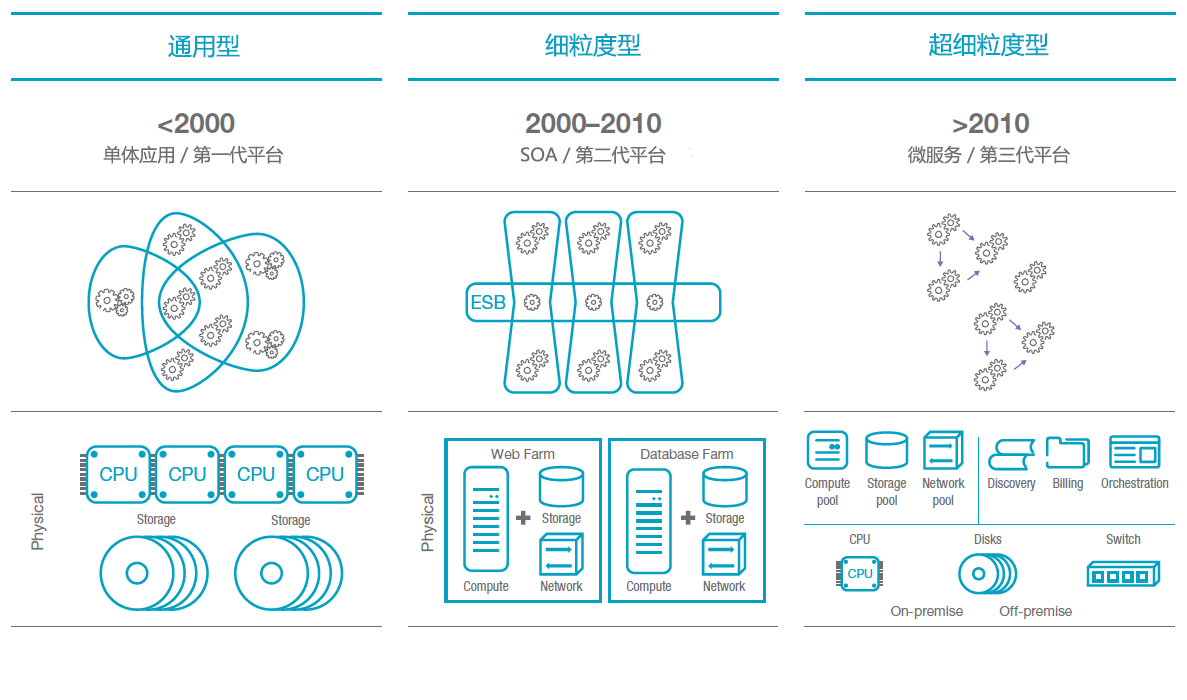 通用型
<2000
单体应用 / 第一代平台
CPU
CPU
CPU
CPU
Physical
Storage
Storage
细粒度型
2000–2010
SOA / 第二代平台
ESB
Physical
Web Farm
Storage
Compute
Network
Database Farm
Storage
Compute
Network
超细粒度型
>2010
微服务 / 第三代平台
Compute
pool
Storage
pool
Network
pool
Discovery
Billing
Orchestration
CPU
Disks
Switch
CPU
On-premise
Off-premise